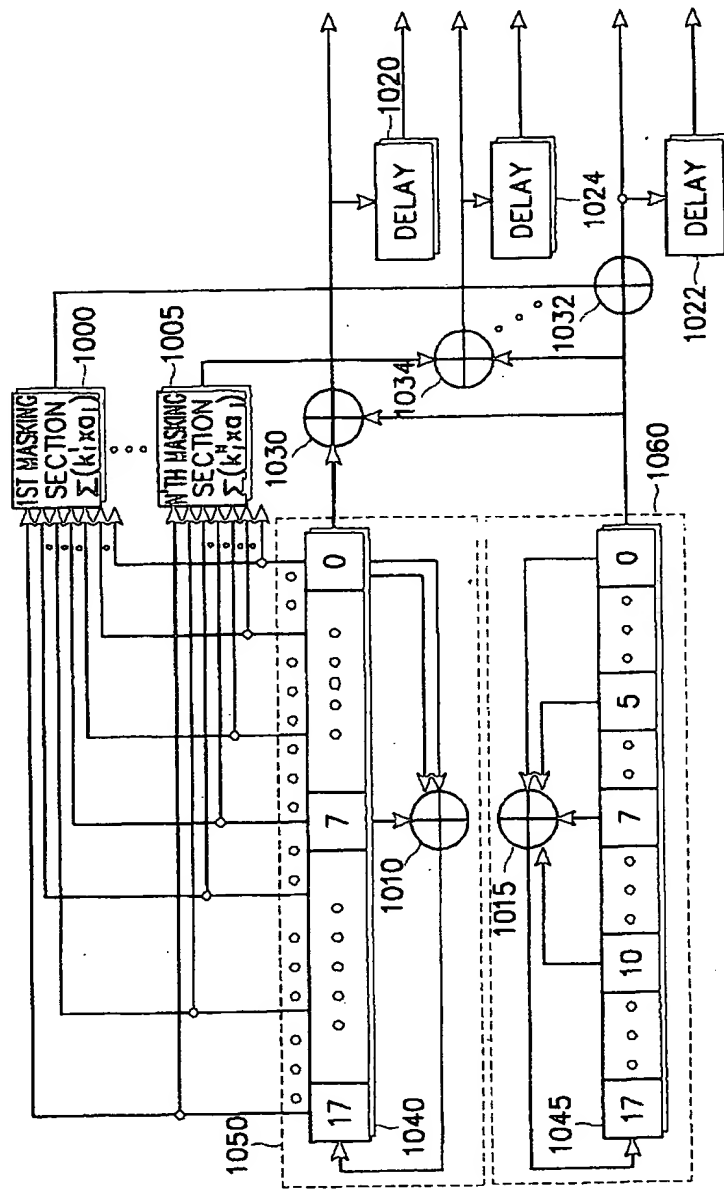 1ST MASKING
SECTION
Σ(k¹ᵢxaᵢ)
1000
N'TH MASKING
SECTION
Σ(kᴺᵢxaᵢ)
1005
1030
1034
1032
DELAY
1020
DELAY
1024
DELAY
1022
1050
17
7
0
1040
1010
1060
1015
17
10
7
5
0
1045